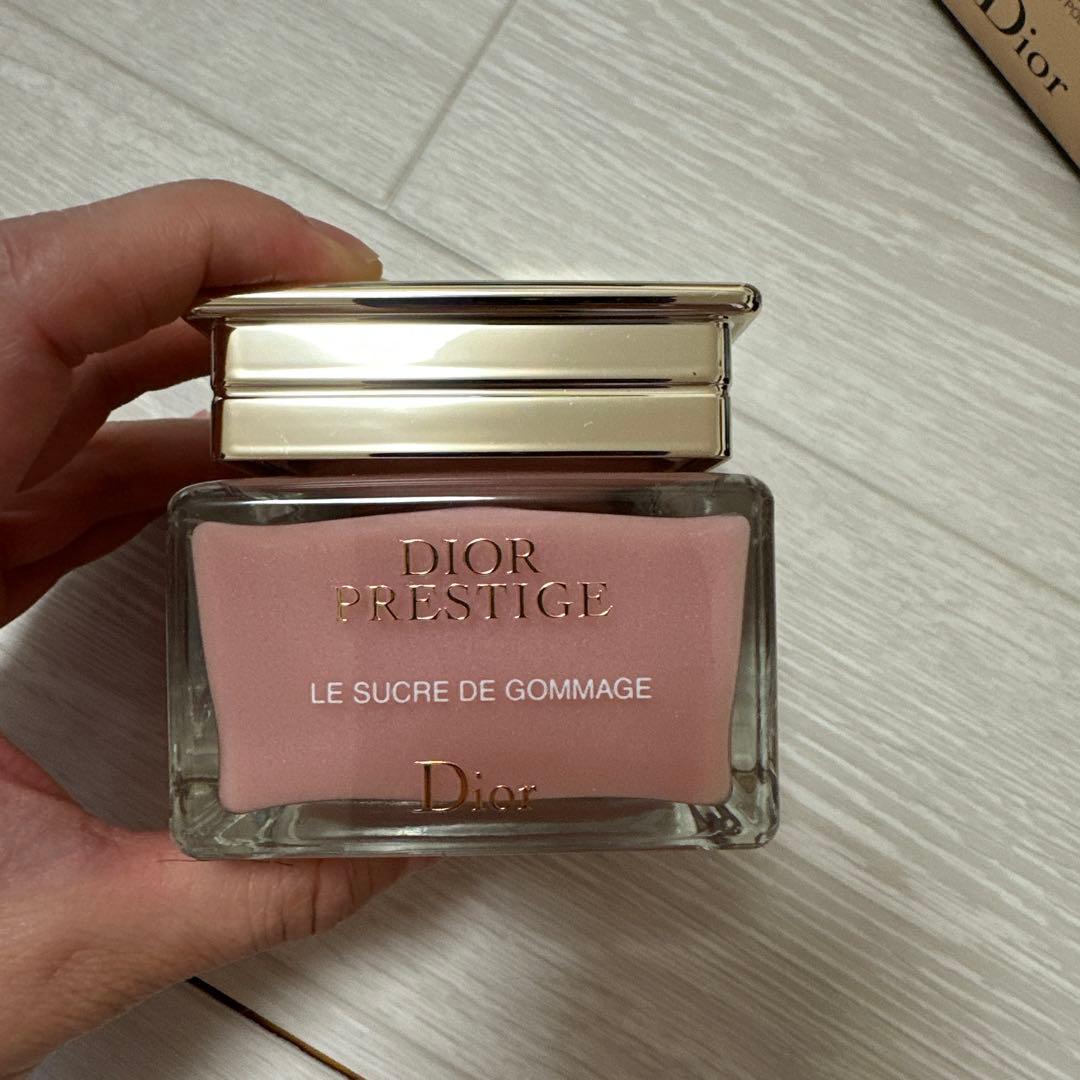 Dior
DIOR
PRESTIGE
LE SUCRE DE GOMMAGE
Dior